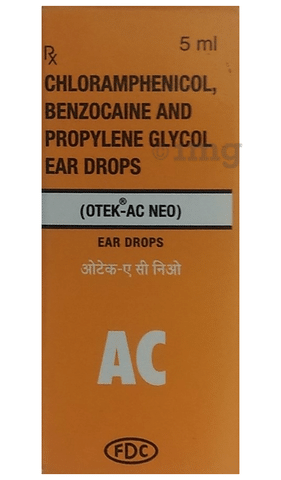 Rx
5 ml
CHLORAMPHENICOL,
BENZOCAINE AND
PROPYLENE GLYCOL
EAR DROPS
(OTEK®-AC NEO)
EAR DROPS
ओटेक-ए सी निओ
AC
FDC